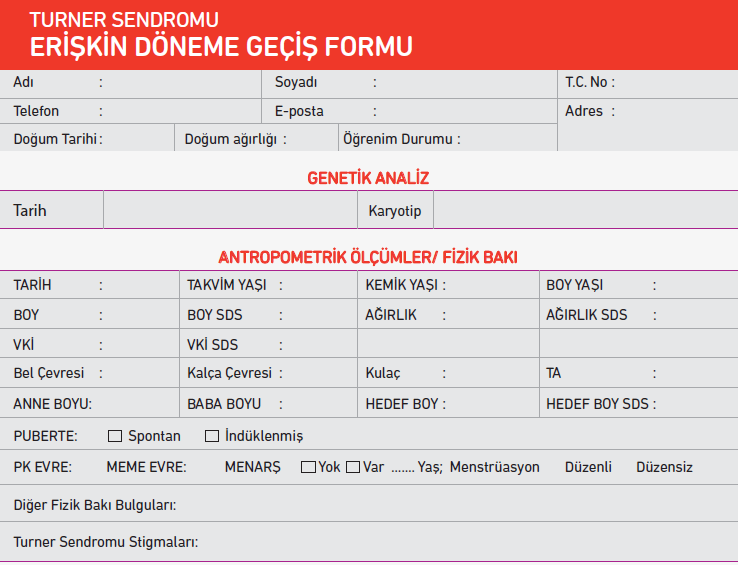 TURNER SENDROMU
ERİŞKİN DÖNEME GEÇİŞ FORMU
Adı : Soyadı : T.C. No :
Telefon : E-posta : Adres :
Doğum Tarihi : Doğum ağırlığı : Öğrenim Durumu :
GENETİK ANALİZ
Tarih Karyotip
ANTROPOMETRİK ÖLÇÜMLER/ FİZİK BAKI
TARİH : TAKVİM YAŞI : KEMİK YAŞI : BOY YAŞI :
BOY : BOY SDS : AĞIRLIK : AĞIRLIK SDS :
VKİ : VKİ SDS :
Bel Çevresi : Kalça Çevresi : Kulaç : TA :
ANNE BOYU: BABA BOYU : HEDEF BOY : HEDEF BOY SDS :
PUBERTE: ☐ Spontan ☐ İndüklenmiş
PK EVRE: MEME EVRE: MENARŞ ☐ Yok ☐ Var ....... Yaş; Menstrüasyon Düzenli Düzensiz
Diğer Fizik Bakı Bulguları:
Turner Sendromu Stigmaları: